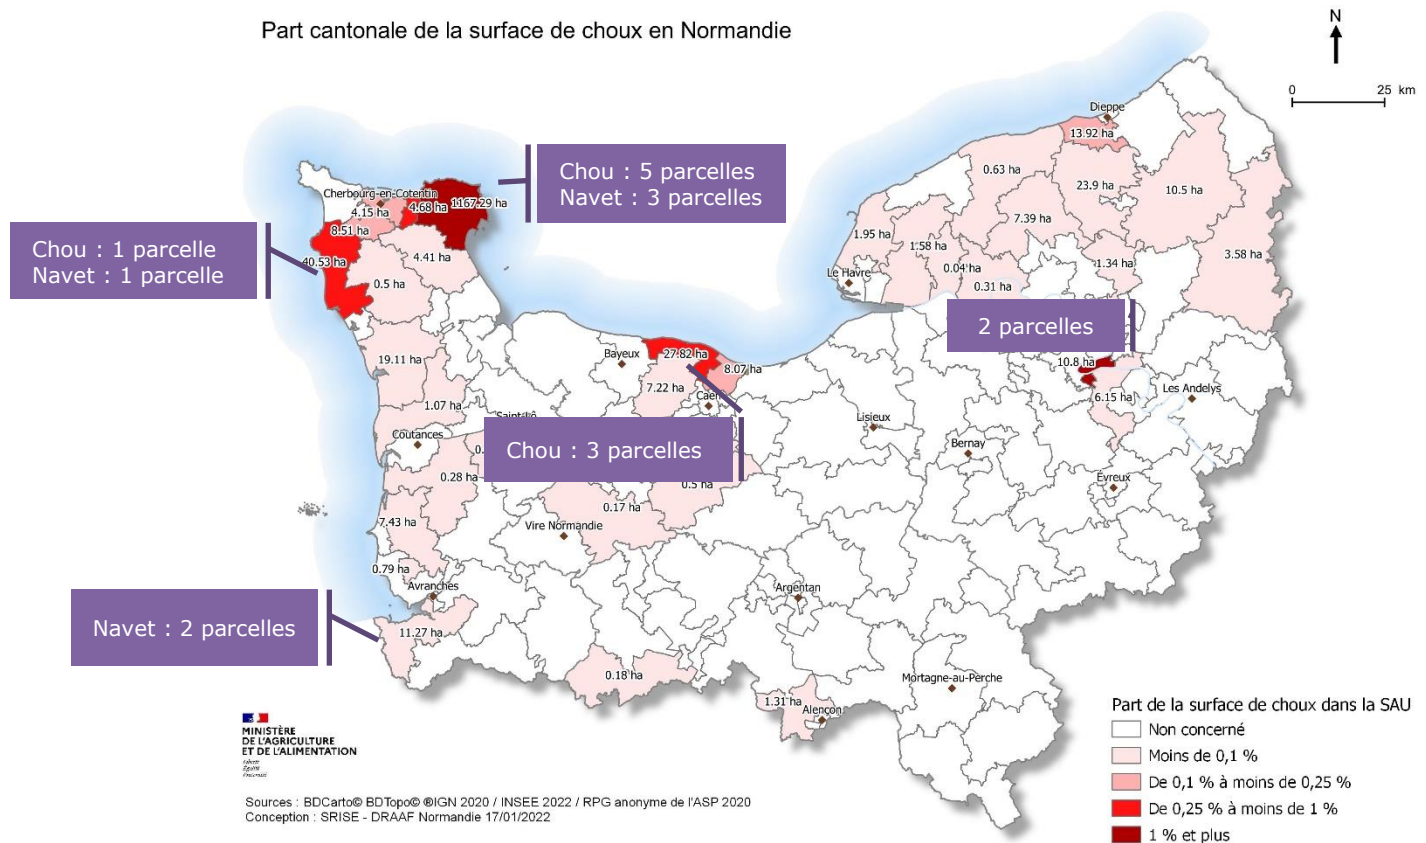 Part cantonale de la surface de choux en Normandie
N
0 25 km
Dieppe
13.92 ha
0.63 ha
23.9 ha
10.5 ha
Chou : 5 parcelles
Navet : 3 parcelles
Cherbourg-en-Cotentin
4.15 ha
4.68 ha
1167.29 ha
7.39 ha
1.95 ha
8.51 ha
Chou : 1 parcelle
Navet : 1 parcelle
40.53 ha
4.41 ha
1.58 ha
3.58 ha
1.34 ha
0.04 ha
Le Havre
0.5 ha
0.31 ha
2 parcelles
19.11 ha
Bayeux
27.82 ha
8.07 ha
10.8 ha
7.22 ha
Les Andelys
6.15 ha
1.07 ha
Caen
Saint-Lô
Lisieux
Coutances
Bernay
Chou : 3 parcelles
0.28 ha
0.5 ha
Évreux
0.17 ha
7.43 ha
Vire Normandie
0.79 ha
Avranches
Argentan
Navet : 2 parcelles
11.27 ha
0.18 ha
Mortagne-au-Perche
1.31 ha
Alençon
MINISTÈRE
DE L'AGRICULTURE
ET DE L'ALIMENTATION
Liberté
Égalité
Fraternité
Sources : BDCarto© BDTopo© ®IGN 2020 / INSEE 2022 / RPG anonyme de l'ASP 2020
Conception : SRISE - DRAAF Normandie 17/01/2022
Part de la surface de choux dans la SAU
Non concerné
Moins de 0,1 %
De 0,1 % à moins de 0,25 %
De 0,25 % à moins de 1 %
1 % et plus